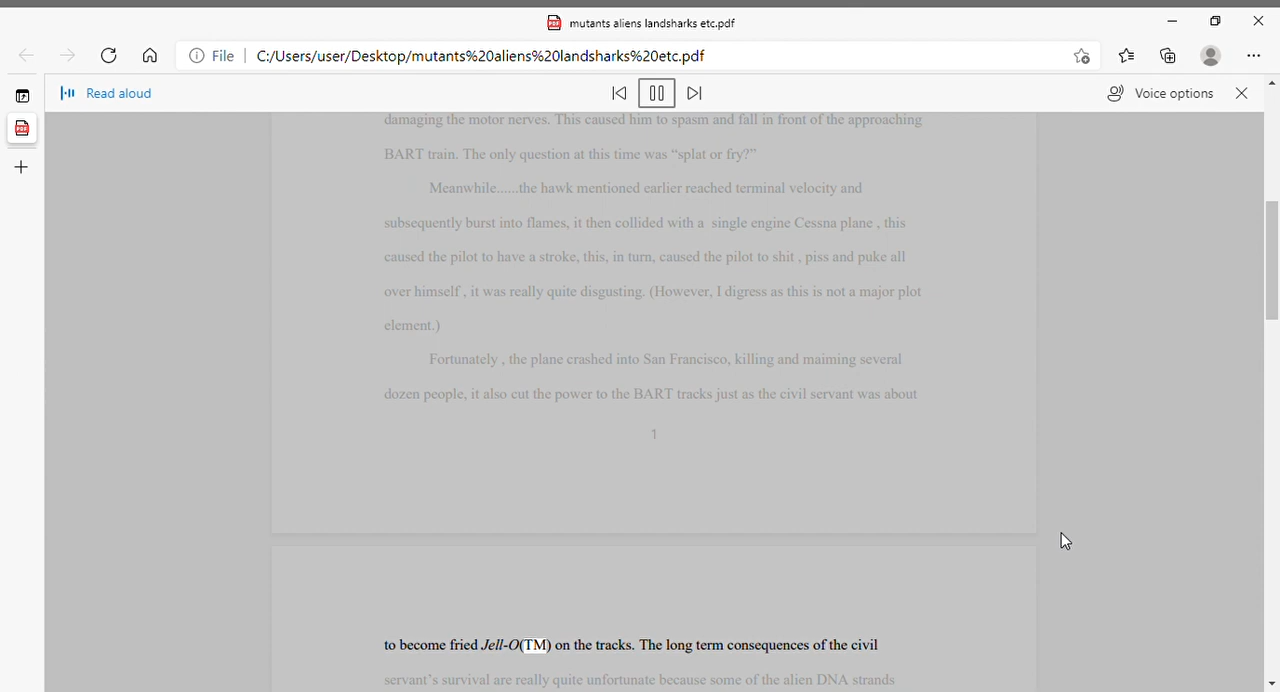 mutants aliens landsharks etc.pdf
File C:/Users/user/Desktop/mutants%20aliens%20landsharks%20etc.pdf
Read aloud Voice options
damaging the motor nerves. This caused him to spasm and fall in front of the approaching
BART train. The only question at this time was “splat or fry?”
Meanwhile......the hawk mentioned earlier reached terminal velocity and
subsequently burst into flames, it then collided with a  single engine Cessna plane , this
caused the pilot to have a stroke, this, in turn, caused the pilot to shit , piss and puke all
over himself , it was really quite disgusting. (However, I digress as this is not a major plot
element.)
Fortunately , the plane crashed into San Francisco, killing and maiming several
dozen people, it also cut the power to the BART tracks just as the civil servant was about
1
to become fried Jell-O(TM) on the tracks. The long term consequences of the civil
servant’s survival are really quite unfortunate because some of the alien DNA strands